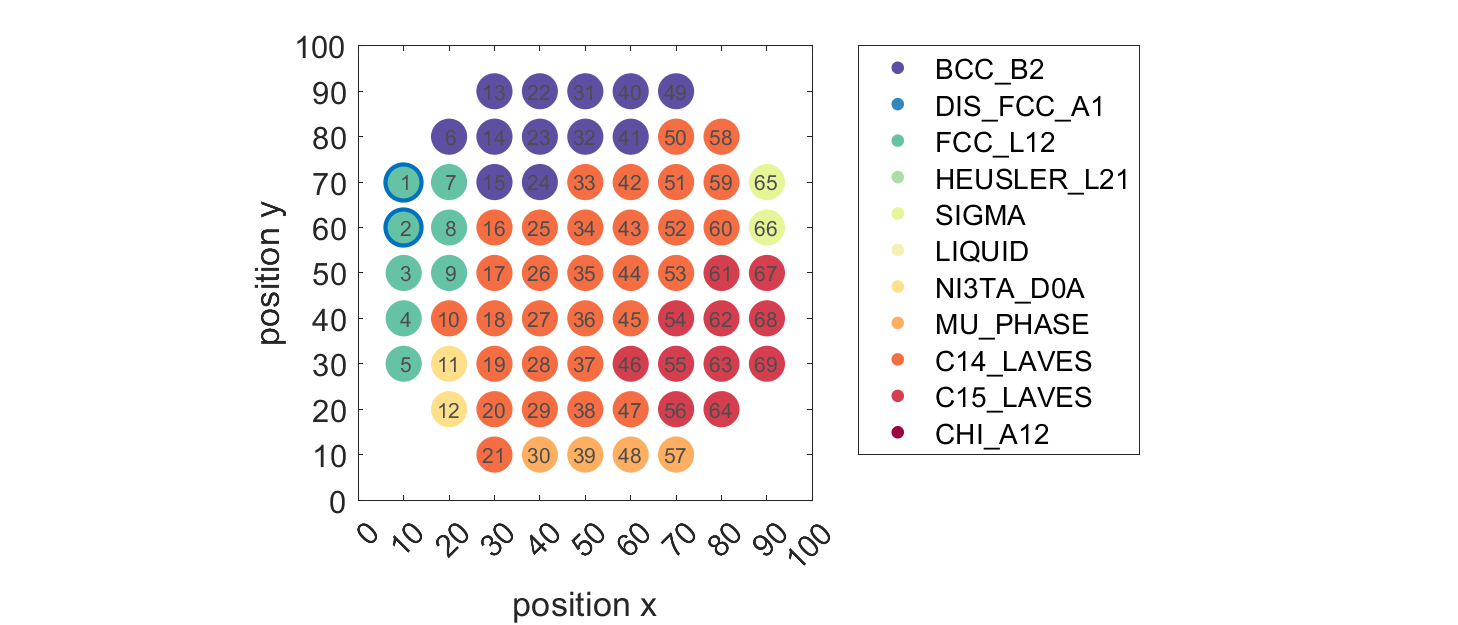 100
90
80
70
60
50
40
30
20
10
0
position y
13 22 31 40 49
6 14 23 32 41 50 58
1 7 15 24 33 42 51 59 65
2 8 16 25 34 43 52 60 66
3 9 17 26 35 44 53 61 67
4 10 18 27 36 45 54 62 68
5 11 19 28 37 46 55 63 69
12 20 29 38 47 56 64
21 30 39 48 57
0 10 20 30 40 50 60 70 80 90 100
position x
BCC_B2
DIS_FCC_A1
FCC_L12
HEUSLER_L21
SIGMA
LIQUID
NI3TA_D0A
MU_PHASE
C14_LAVES
C15_LAVES
CHI_A12